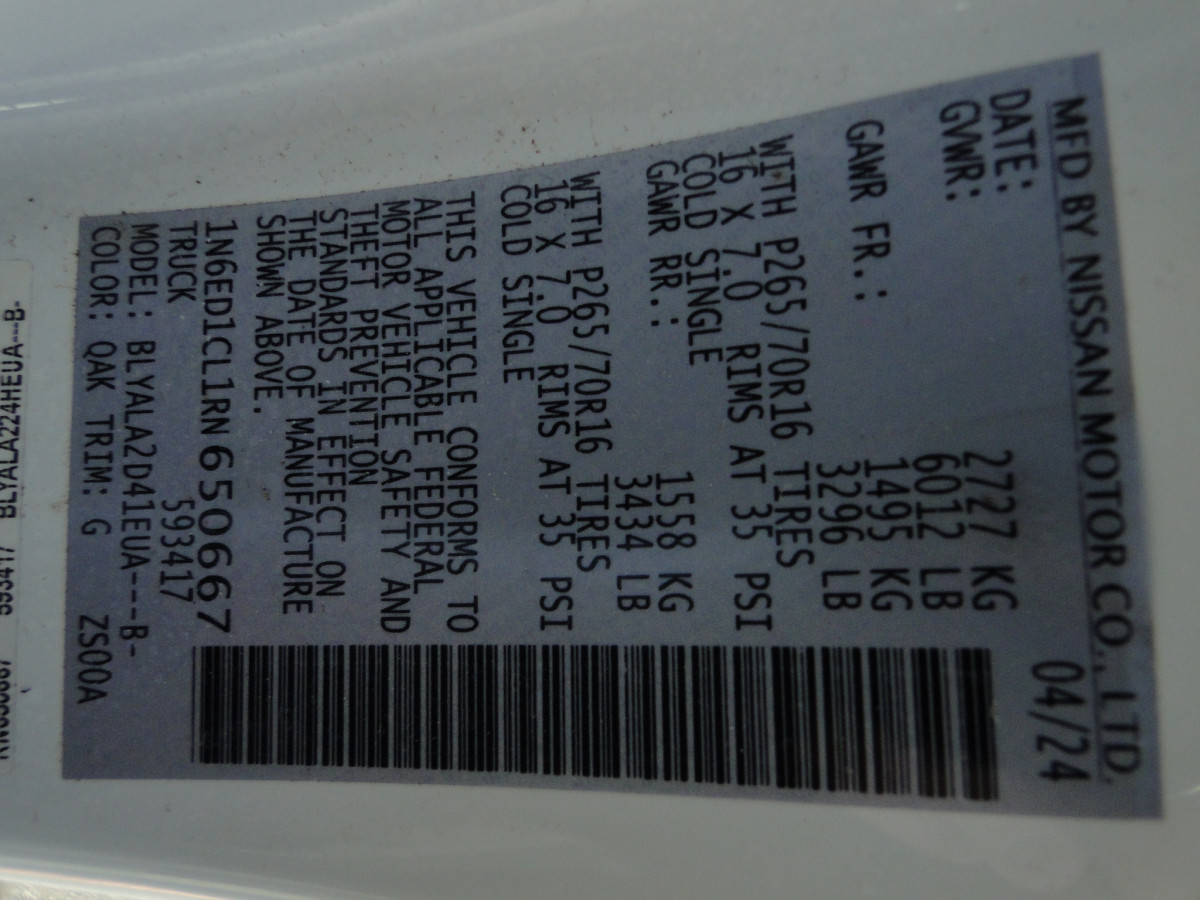 MFD BY NISSAN MOTOR CO., LTD.
DATE: 04/24
GVWR: 2727 KG
6012 LB
GAWR FR.: 1495 KG
3296 LB
WITH P265/70R16 TIRES
16 X 7.0 RIMS AT 35 PSI
COLD SINGLE
GAWR RR.: 1558 KG
3434 LB
WITH P265/70R16 TIRES
16 X 7.0 RIMS AT 35 PSI
COLD SINGLE
THIS VEHICLE CONFORMS TO
ALL APPLICABLE FEDERAL
MOTOR VEHICLE SAFETY AND
THEFT PREVENTION
STANDARDS IN EFFECT ON
THE DATE OF MANUFACTURE
SHOWN ABOVE.
1N6ED1CL1RN650667
TRUCK 593417
MODEL: BLYALA2D41EUA---B-
COLOR: QAK TRIM: G ZS00A
BLYALA224HEUA---B-
593417